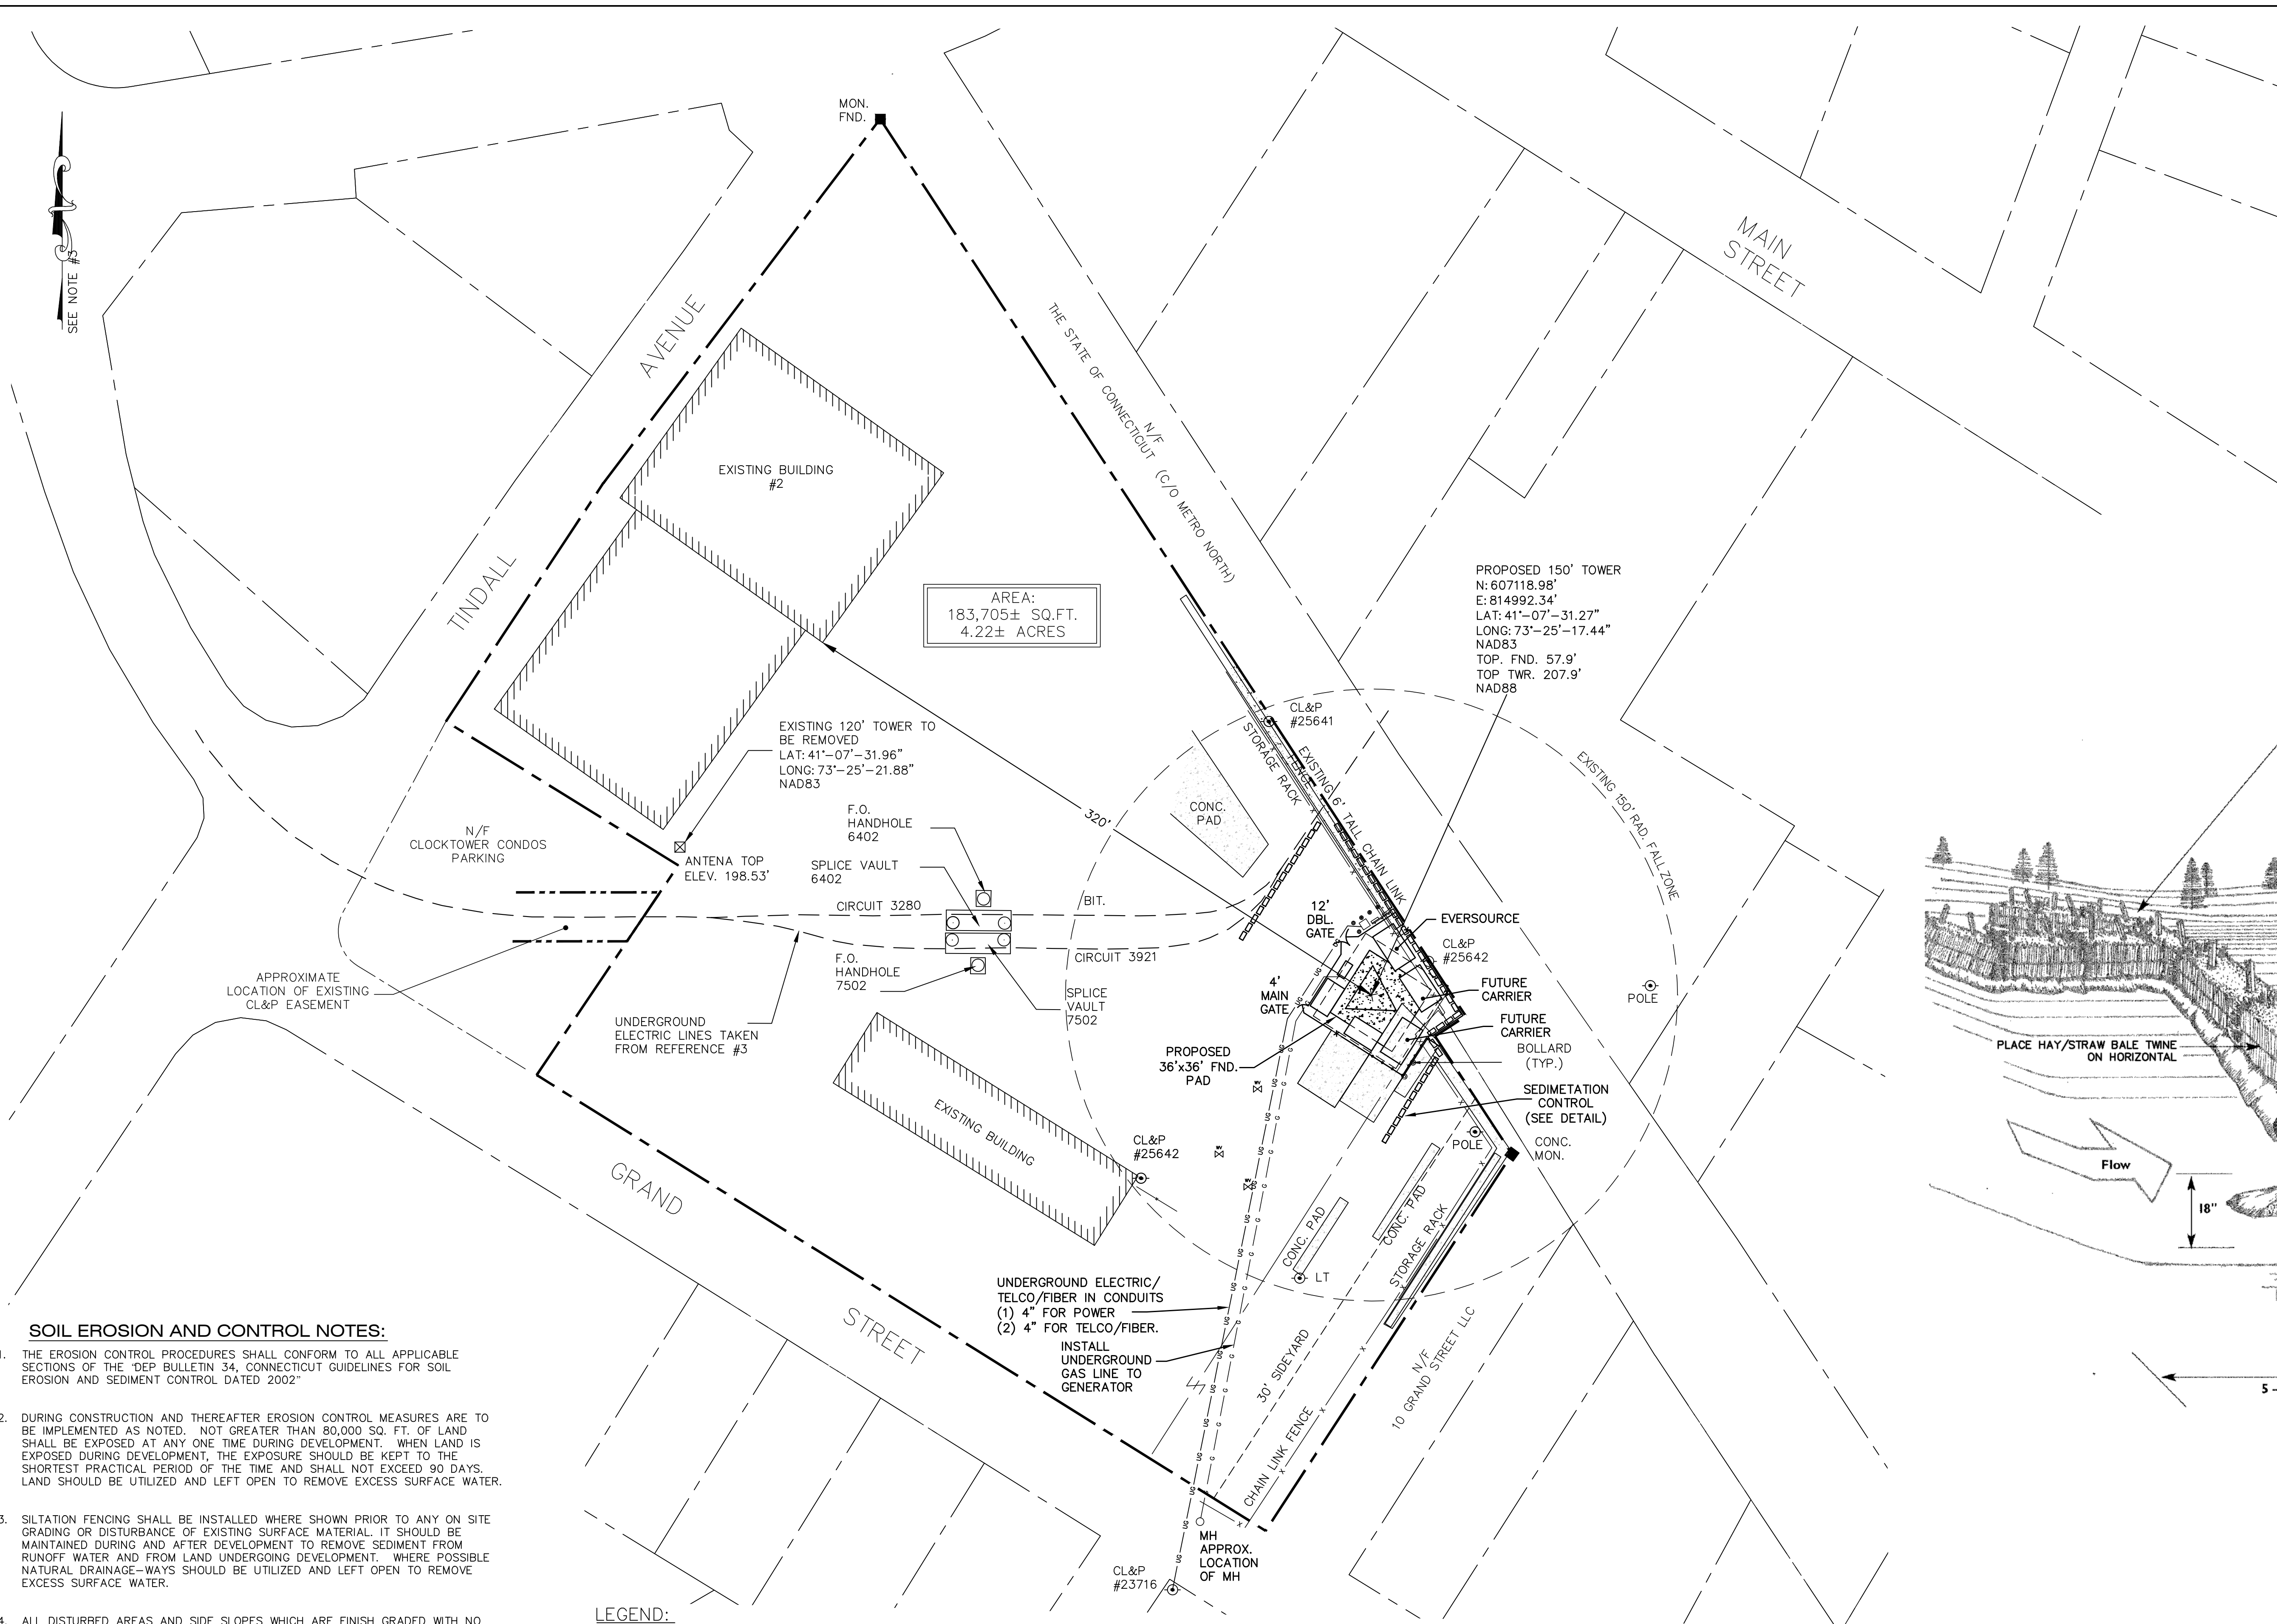 MON.
FND.
SEE NOTE #3
MAIN
STREET
AVENUE
TINDALL
THE STATE OF CONNECTICIUT (C/O METRO NORTH)
N/F
EXISTING BUILDING
#2
AREA:
183,705± SQ.FT.
4.22± ACRES
PROPOSED 150' TOWER
N: 607118.98'
E: 814992.34'
LAT: 41°-07'-31.27"
LONG: 73°-25'-17.44"
NAD83
TOP. FND. 57.9'
TOP TWR. 207.9'
NAD88
CL&P
#25641
EXISTING 120' TOWER TO
BE REMOVED
LAT: 41°-07'-31.96"
LONG: 73°-25'-21.88"
NAD83
STORAGE RACK
EXISTING 6' TALL CHAIN LINK
FENCE
EXISTING 150' RAD. FALL ZONE
CONC.
PAD
320'
N/F
CLOCKTOWER CONDOS
PARKING
F.O.
HANDHOLE
6402
ANTENA TOP
ELEV. 198.53'
SPLICE VAULT
6402
CIRCUIT 3280
BIT.
12'
DBL.
GATE
EVERSOURCE
CL&P
#25642
CIRCUIT 3921
F.O.
HANDHOLE
7502
APPROXIMATE
LOCATION OF EXISTING
CL&P EASEMENT
SPLICE
VAULT
7502
4'
MAIN
GATE
FUTURE
CARRIER
POLE
FUTURE
CARRIER
UNDERGROUND
ELECTRIC LINES TAKEN
FROM REFERENCE #3
PROPOSED
36'x36' FND.
PAD
BOLLARD
(TYP.)
PLACE HAY/STRAW BALE TWINE
ON HORIZONTAL
SEDIMETATION
CONTROL
(SEE DETAIL)
EXISTING BUILDING
CL&P
#25642
POLE
CONC.
MON.
Flow
18"
GRAND
STREET
CONC. PAD
CONC. PAD
STORAGE RACK
LT
UNDERGROUND ELECTRIC/
TELCO/FIBER IN CONDUITS
(1) 4" FOR POWER
(2) 4" FOR TELCO/FIBER.
INSTALL
UNDERGROUND
GAS LINE TO
GENERATOR
30' SIDEYARD
N/F
10 GRAND STREET LLC
CHAIN LINK FENCE
5 -
MH
APPROX.
LOCATION
OF MH
CL&P
#23716
SOIL EROSION AND CONTROL NOTES:
1. THE EROSION CONTROL PROCEDURES SHALL CONFORM TO ALL APPLICABLE
SECTIONS OF THE "DEP BULLETIN 34, CONNECTICUT GUIDELINES FOR SOIL
EROSION AND SEDIMENT CONTROL DATED 2002"
2. DURING CONSTRUCTION AND THEREAFTER EROSION CONTROL MEASURES ARE TO
BE IMPLEMENTED AS NOTED. NOT GREATER THAN 80,000 SQ. FT. OF LAND
SHALL BE EXPOSED AT ANY ONE TIME DURING DEVELOPMENT. WHEN LAND IS
EXPOSED DURING DEVELOPMENT, THE EXPOSURE SHOULD BE KEPT TO THE
SHORTEST PRACTICAL PERIOD OF THE TIME AND SHALL NOT EXCEED 90 DAYS.
LAND SHOULD BE UTILIZED AND LEFT OPEN TO REMOVE EXCESS SURFACE WATER.
3. SILTATION FENCING SHALL BE INSTALLED WHERE SHOWN PRIOR TO ANY ON SITE
GRADING OR DISTURBANCE OF EXISTING SURFACE MATERIAL. IT SHOULD BE
MAINTAINED DURING AND AFTER DEVELOPMENT TO REMOVE SEDIMENT FROM
RUNOFF WATER AND FROM LAND UNDERGOING DEVELOPMENT. WHERE POSSIBLE
NATURAL DRAINAGE-WAYS SHOULD BE UTILIZED AND LEFT OPEN TO REMOVE
EXCESS SURFACE WATER.
4. ALL DISTURBED AREAS AND SIDE SLOPES WHICH ARE FINISH GRADED WITH NO
LEGEND: